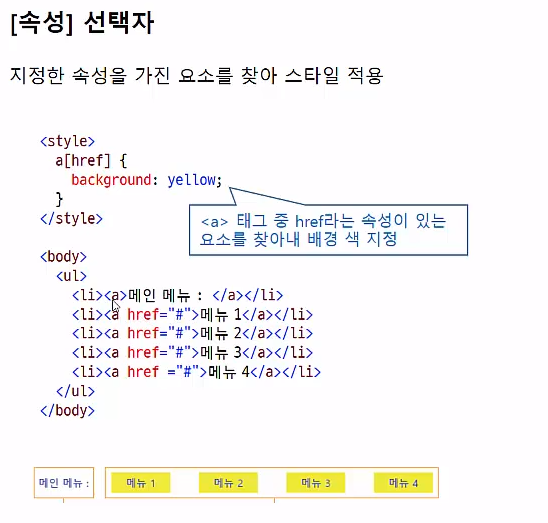 [속성] 선택자
지정한 속성을 가진 요소를 찾아 스타일 적용
<style>
a[href] {
background: yellow;
}
</style>
<a> 태그 중 href라는 속성이 있는
요소를 찾아내 배경 색 지정
<body>
<ul>
<li><a>메인 메뉴 : </a></li>
<li><a href="#">메뉴 1</a></li>
<li><a href="#">메뉴 2</a></li>
<li><a href="#">메뉴 3</a></li>
<li><a href ="#">메뉴 4</a></li>
</ul>
</body>
메인 메뉴 : 메뉴 1 메뉴 2 메뉴 3 메뉴 4